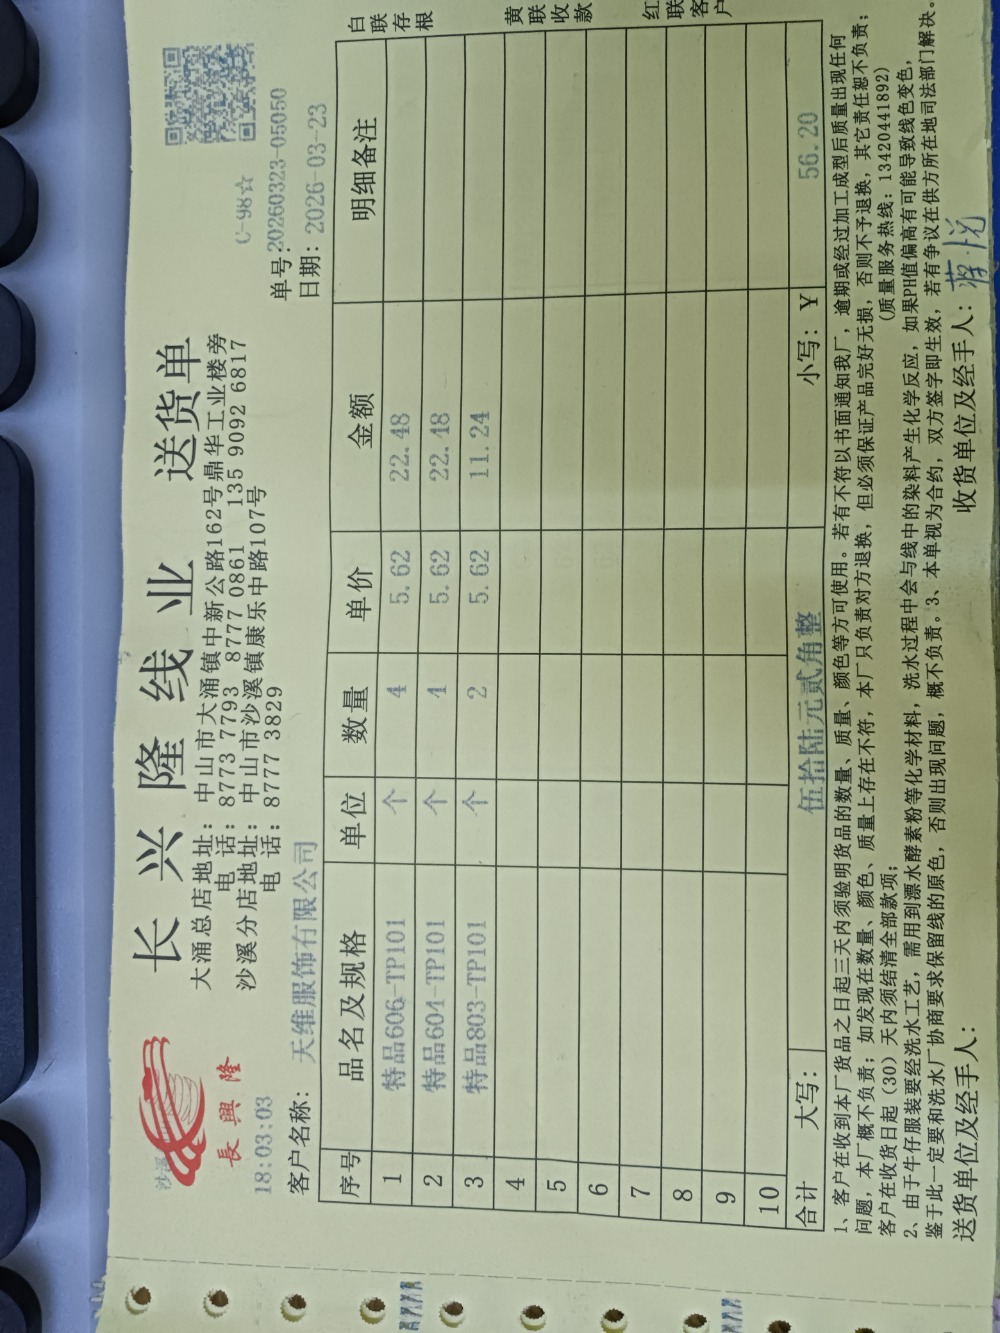 长兴隆线业 送货单
大涌总店地址：中山市大涌镇中新公路162号鼎华工业楼旁
电 话：8773 7793 8777 0861 135 9092 6817
沙溪分店地址：中山市沙溪镇康乐中路107号
电 话：8777 3829
沙溪
長興隆
18:03:03
C-98☆
单号：20260323-05050
日期：2026-03-23
客户名称：天维服饰有限公司
序号 品名及规格 单位 数量 单价 金额 明细备注
1 特品606-TP101 个 4 5.62 22.48
2 特品604-TP101 个 4 5.62 22.48
3 特品803-TP101 个 2 5.62 11.24
4
5
6
7
8
9
10
合计 大写：伍拾陆元贰角整 小写：￥ 56.20
白联存根
黄联收款
红联客户
1、客户在收到本厂货品之日起三天内须验明货品的数量、质量、颜色等方可使用。若有不符以书面通知我厂，逾期或经过加工成型后质量出现任何
问题，本厂概不负责；如发现在数量、颜色、质量上存在不符，本厂只负责对方退换，但必须保证产品完好无损，否则不予退换，其它责任恕不负责；
客户在收货日起（30）天内须结清全部款项； （质量服务热线：13420441892）
2、由于牛仔服装要经洗水工艺，需用到漂水酵素粉等化学材料，洗水过程中会与线中的染料产生化学反应，如果PH值偏高有可能导致线色变色，
鉴于此一定要和洗水厂协商要求保留线的原色，否则出现问题，概不负责。3、本单视为合约，双方签字即生效，若有争议在供方所在地司法部门解决。
送货单位及经手人： 收货单位及经手人：